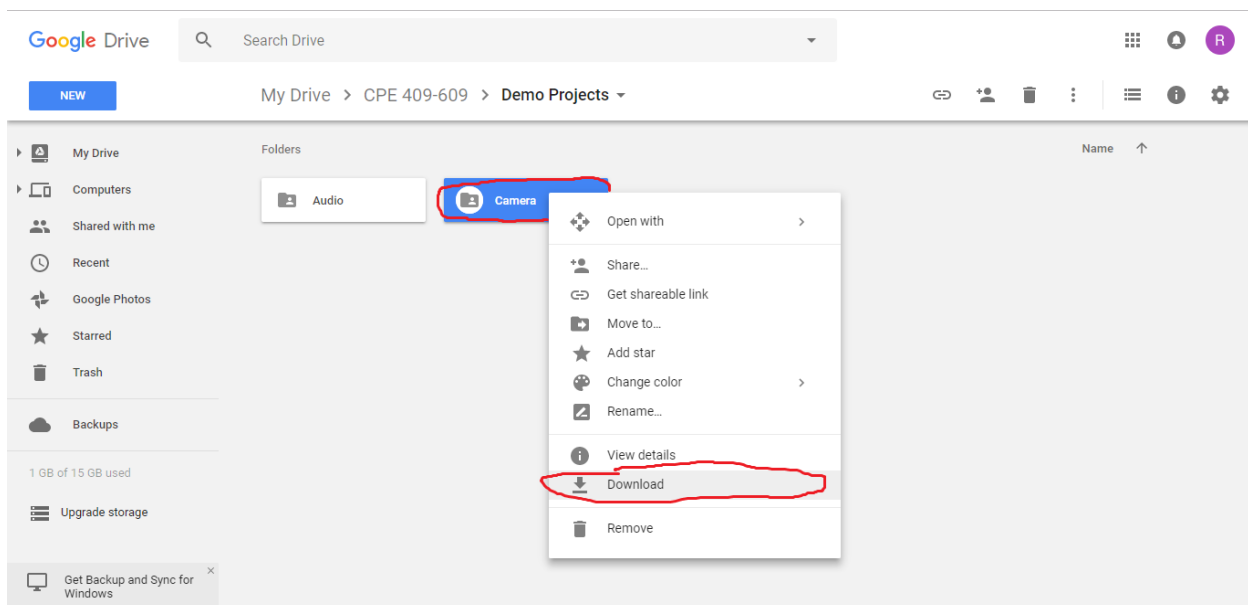 Google Drive
Search Drive
R
NEW
My Drive > CPE 409-609 > Demo Projects
My Drive
Computers
Shared with me
Recent
Google Photos
Starred
Trash
Backups
1 GB of 15 GB used
Upgrade storage
Get Backup and Sync for
Windows
Folders
Name
Audio
Camera
Open with
Share...
Get shareable link
Move to...
Add star
Change color
Rename...
View details
Download
Remove